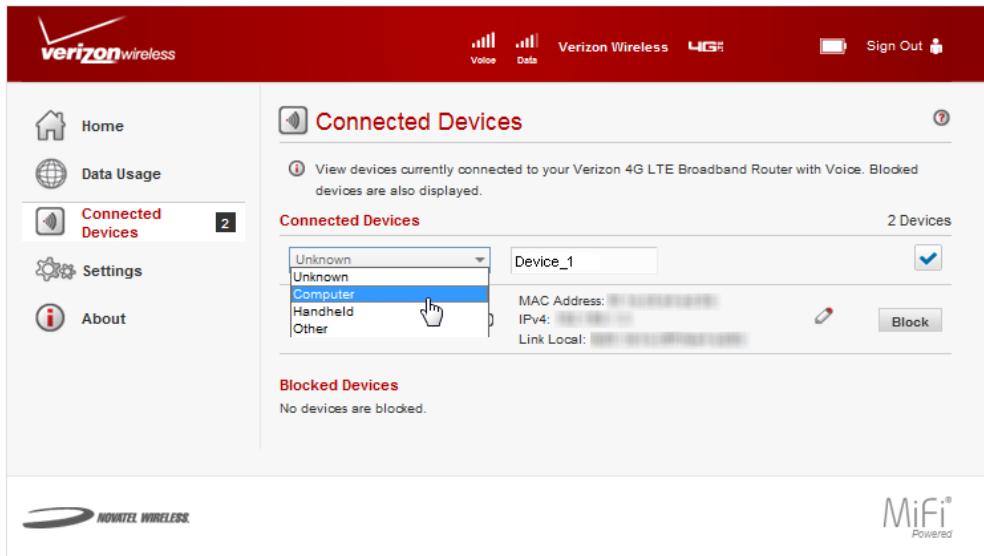 verizonwireless
Voice
Data
Verizon Wireless
4G LTE
Sign Out
Home
Data Usage
Connected
Devices
2
Settings
About
Connected Devices
?
View devices currently connected to your Verizon 4G LTE Broadband Router with Voice. Blocked
devices are also displayed.
Connected Devices
2 Devices
Unknown
Device_1
Unknown
Computer
Handheld
Other
MAC Address:
IPv4:
Link Local:
Block
Blocked Devices
No devices are blocked.
NOVATEL WIRELESS.
MiFi®
Powered